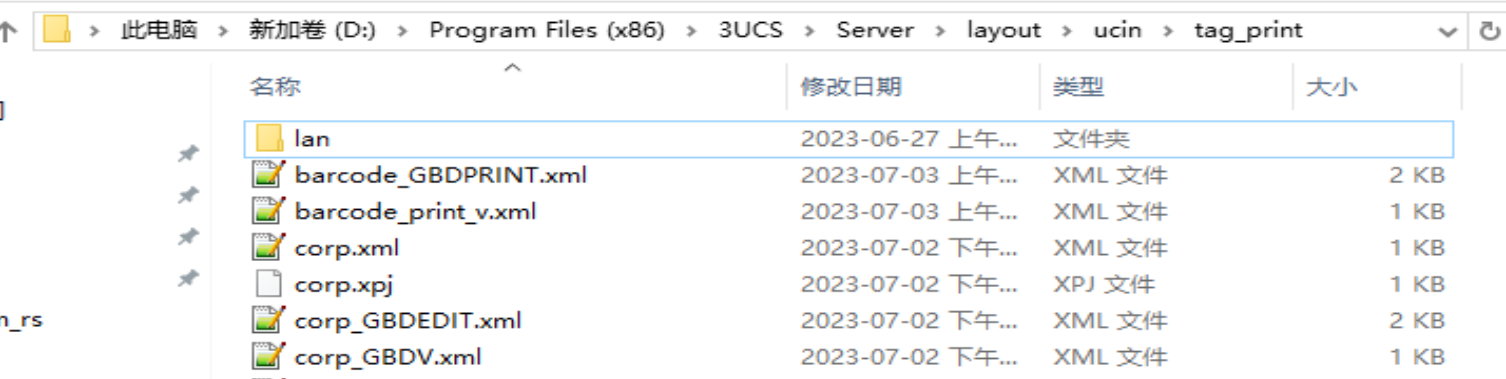 此电脑 > 新加卷 (D:) > Program Files (x86) > 3UCS > Server > layout > ucin > tag_print
名称 修改日期 类型 大小
lan 2023-06-27 上午... 文件夹
barcode_GBDPRINT.xml 2023-07-03 上午... XML 文件 2 KB
barcode_print_v.xml 2023-07-03 上午... XML 文件 1 KB
corp.xml 2023-07-02 下午... XML 文件 1 KB
corp.xpj 2023-07-02 下午... XPJ 文件 1 KB
n_rs corp_GBDEDIT.xml 2023-07-02 下午... XML 文件 2 KB
corp_GBDV.xml 2023-07-02 下午... XML 文件 1 KB